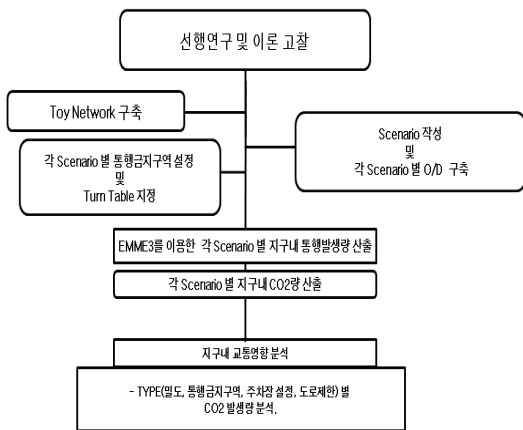 선행연구 및 이론 고찰
Toy Network 구축
Scenario 작성
및
각 Scenario 별 O/D 구축
각 Scenario 별 통행금지구역 설정
및
Turn Table 지정
EMME3를 이용한 각 Scenario 별 지구내 통행발생량 산출
각 Scenario 별 지구내 CO2량 산출
지구내 교통영향 분석
- TYPE(밀도, 통행금지구역, 주차장 설정, 도로제한) 별
CO2 발생량 분석.